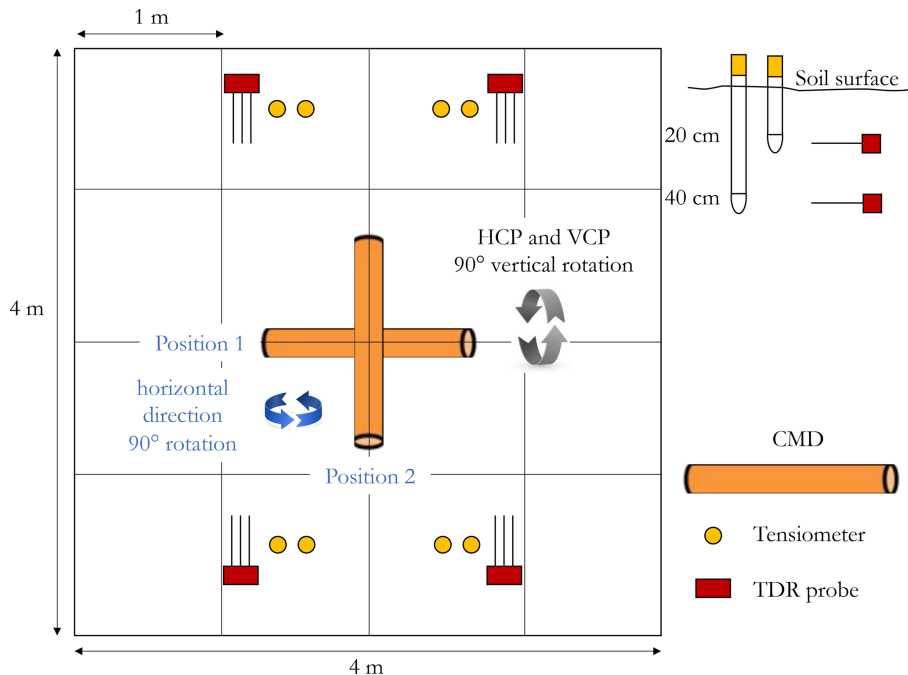 1 m
Soil surface
20 cm
40 cm
HCP and VCP
90° vertical rotation
4 m
Position 1
horizontal
direction
90° rotation
Position 2
CMD
Tensiometer
TDR probe
4 m